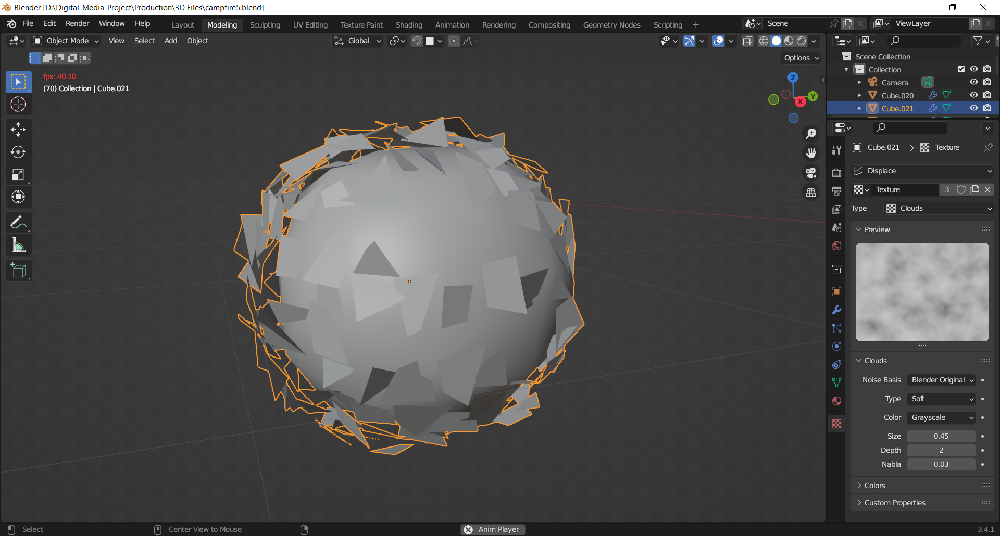 Blender [D:\Digital-Media-Project\Production\3D Files\campfire5.blend]
File Edit Render Window Help
Layout Modeling Sculpting UV Editing Texture Paint Shading Animation Rendering Compositing Geometry Nodes Scripting +
Scene
ViewLayer
Object Mode View Select Add Object
Global
Options
fps: 40.10
(70) Collection | Cube.021
Z
Y
X
Scene Collection
Collection
Camera
Cube.020
Cube.021
Cube.021 > Texture
Displace
Texture 3
Type Clouds
Preview
Clouds
Noise Basis Blender Original
Type Soft
Color Grayscale
Size 0.45
Depth 2
Nabla 0.03
Colors
Custom Properties
Select
Center View to Mouse
Anim Player
3.4.1